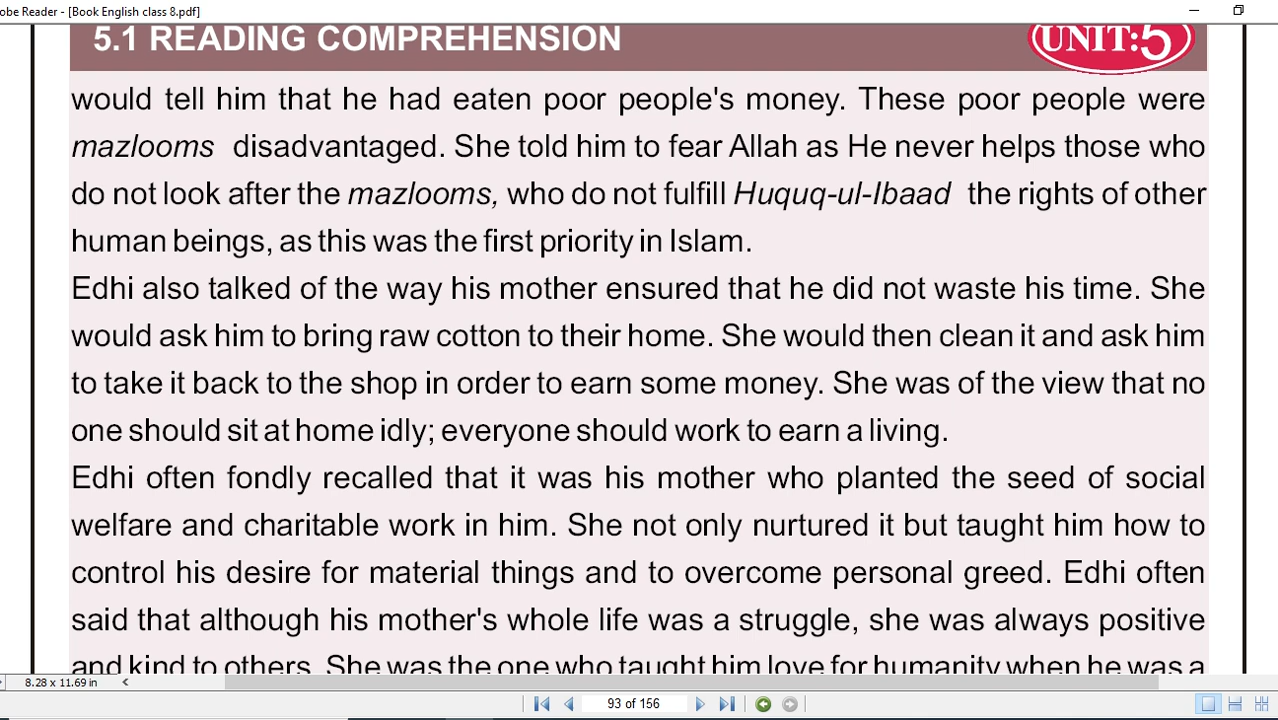 obe Reader - [Book English class 8.pdf]
5.1 READING COMPREHENSION
UNIT:5
would tell him that he had eaten poor people's money. These poor people were
mazlooms disadvantaged. She told him to fear Allah as He never helps those who
do not look after the mazlooms, who do not fulfill Huquq-ul-Ibaad the rights of other
human beings, as this was the first priority in Islam.
Edhi also talked of the way his mother ensured that he did not waste his time. She
would ask him to bring raw cotton to their home. She would then clean it and ask him
to take it back to the shop in order to earn some money. She was of the view that no
one should sit at home idly; everyone should work to earn a living.
Edhi often fondly recalled that it was his mother who planted the seed of social
welfare and charitable work in him. She not only nurtured it but taught him how to
control his desire for material things and to overcome personal greed. Edhi often
said that although his mother's whole life was a struggle, she was always positive
and kind to others. She was the one who taught him love for humanity when he was a
8.28 x 11.69 in
93 of 156